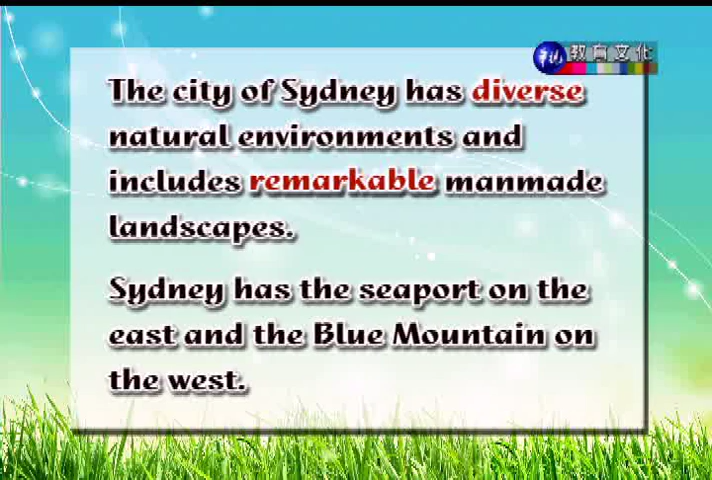 教育文化
The city of Sydney has diverse
natural environments and
includes remarkable manmade
landscapes.
Sydney has the seaport on the
east and the Blue Mountain on
the west.